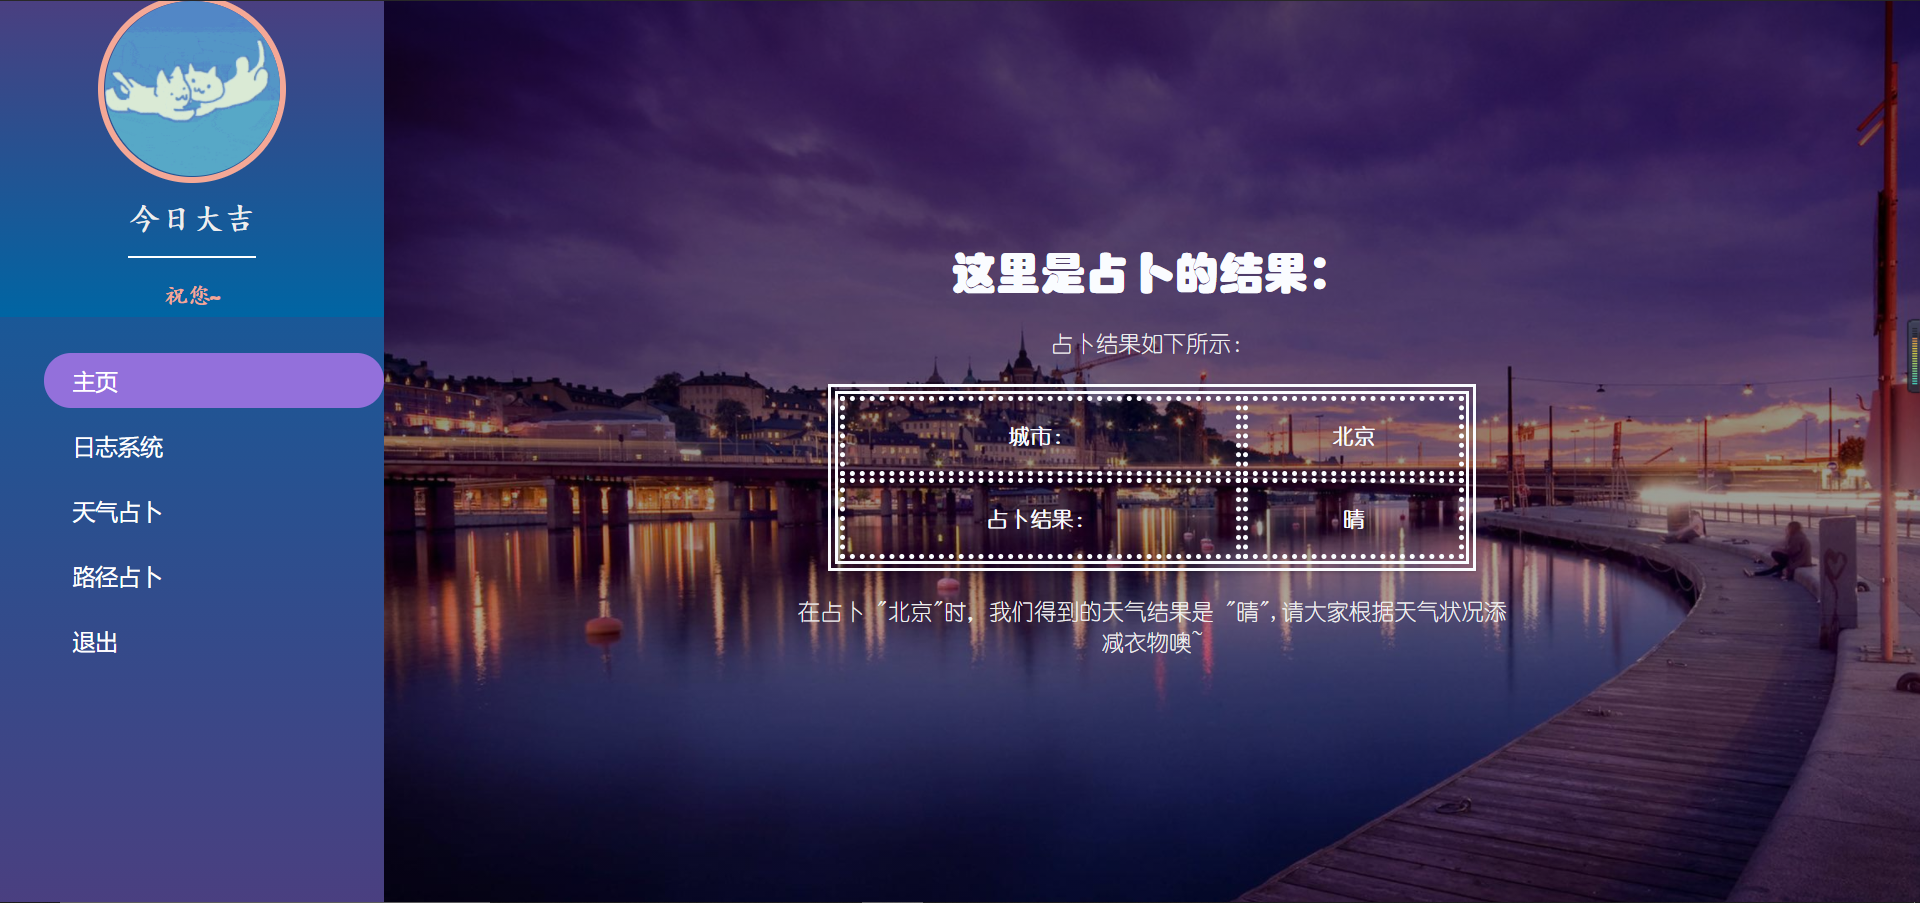 今日大吉
祝您~
主页
日志系统
天气占卜
路径占卜
退出
这里是占卜的结果：
占卜结果如下所示：
城市： 北京
占卜结果： 晴
在占卜 "北京"时，我们得到的天气结果是 "晴",请大家根据天气状况添
减衣物噢~